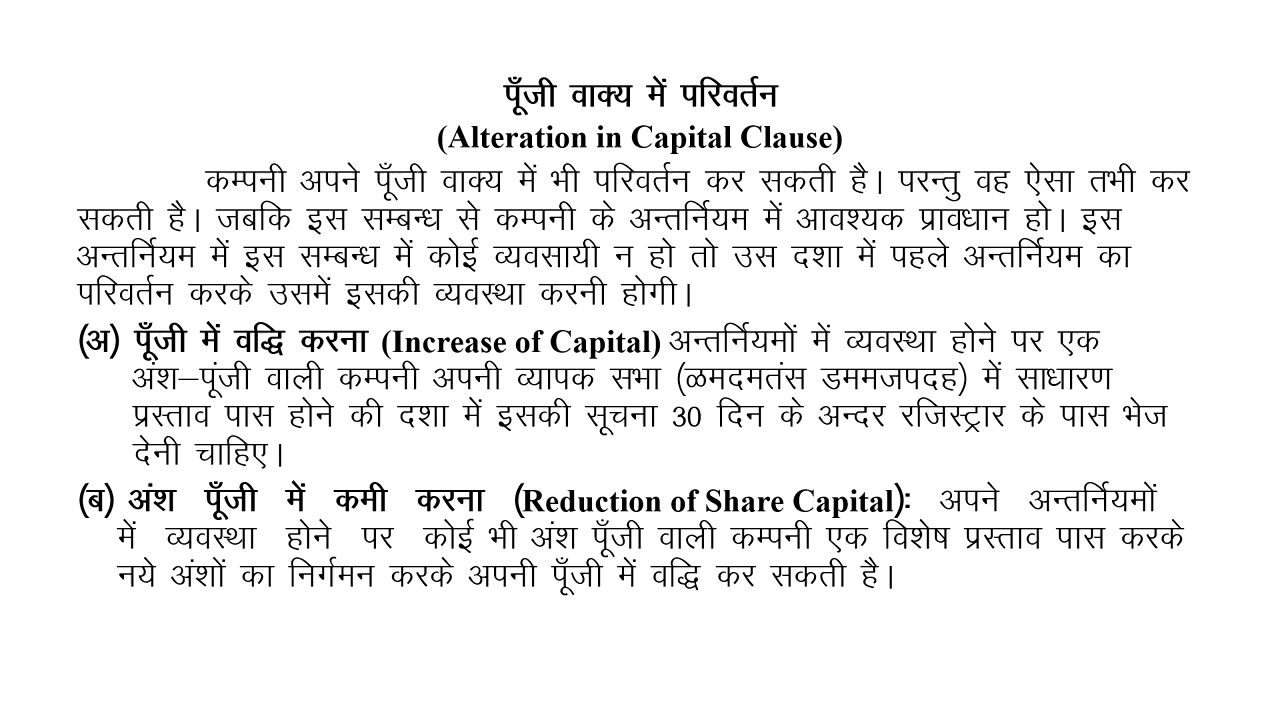 पूँजी वाक्य में परिवर्तन
(Alteration in Capital Clause)
कम्पनी अपने पूँजी वाक्य में भी परिवर्तन कर सकती है। परन्तु वह ऐसा तभी कर
सकती है। जबकि इस सम्बन्ध से कम्पनी के अन्तर्नियम में आवश्यक प्रावधान हो। इस
अन्तर्नियम में इस सम्बन्ध में कोई व्यवसायी न हो तो उस दशा में पहले अन्तर्नियम का
परिवर्तन करके उसमें इसकी व्यवस्था करनी होगी।
(अ) पूँजी में वद्धि करना (Increase of Capital) अन्तर्नियमों में व्यवस्था होने पर एक
अंश–पूंजी वाली कम्पनी अपनी व्यापक सभा (ळमदमतंस डममजपदह) में साधारण
प्रस्ताव पास होने की दशा में इसकी सूचना 30 दिन के अन्दर रजिस्ट्रार के पास भेज
देनी चाहिए।
(ब) अंश पूँजी में कमी करना (Reduction of Share Capital): अपने अन्तर्नियमों
में व्यवस्था होने पर कोई भी अंश पूँजी वाली कम्पनी एक विशेष प्रस्ताव पास करके
नये अंशों का निर्गमन करके अपनी पूँजी में वद्धि कर सकती है।